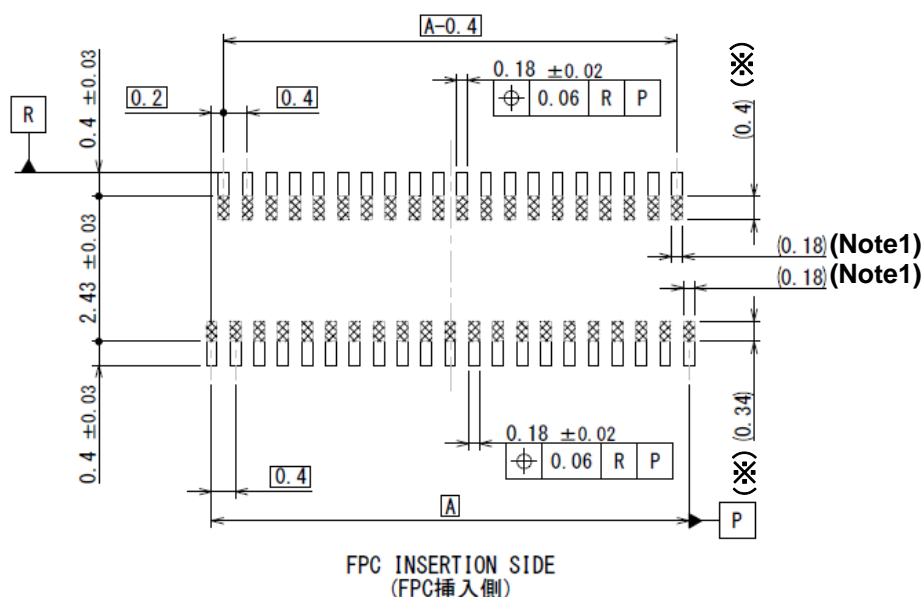 A-0.4
0.18 ±0.02
⌖ 0.06 R P
(※)
(0.4)
0.2
0.4
0.4 ±0.03
R
(0.18)(Note1)
(0.18)(Note1)
2.43 ±0.03
0.4 ±0.03
0.18 ±0.02
⌖ 0.06 R P
(0.34)
(※)
0.4
A
P
FPC INSERTION SIDE
(FPC挿入側)